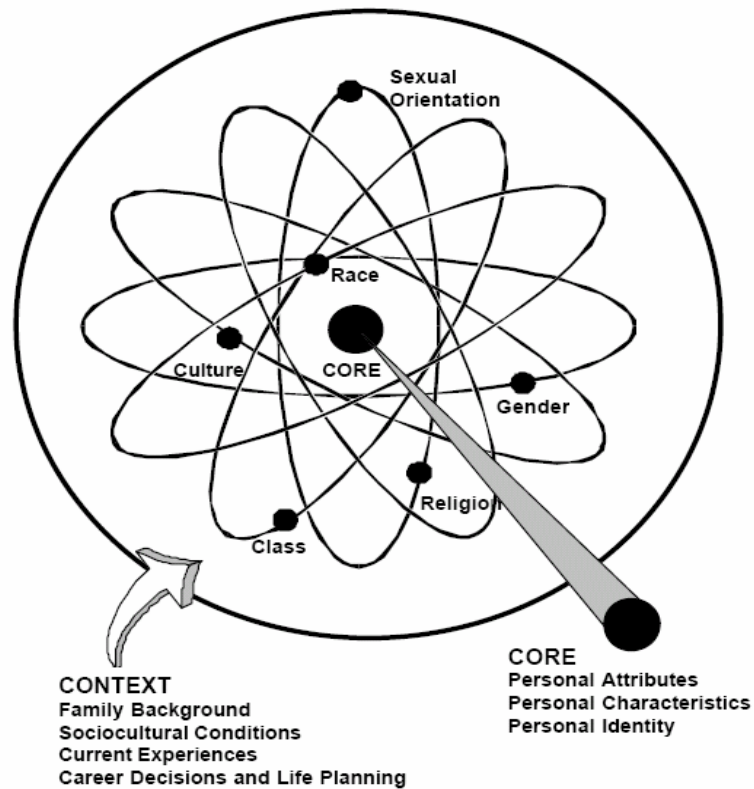 Sexual
Orientation
Race
Culture
CORE
Gender
Religion
Class
CONTEXT
Family Background
Sociocultural Conditions
Current Experiences
Career Decisions and Life Planning
CORE
Personal Attributes
Personal Characteristics
Personal Identity